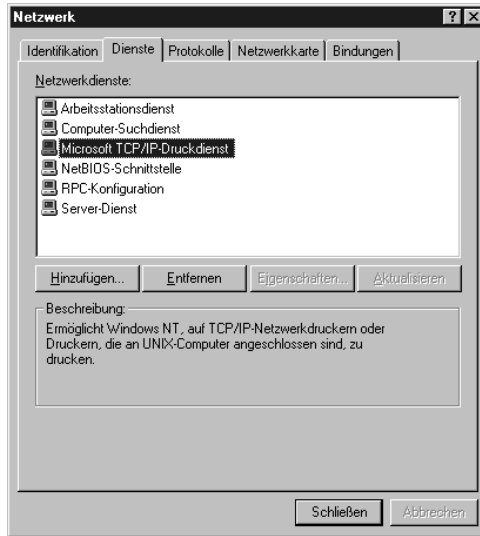 Netzwerk
Identifikation Dienste Protokolle Netzwerkkarte Bindungen
Netzwerkdienste:
Arbeitsstationsdienst
Computer-Suchdienst
Microsoft TCP/IP-Druckdienst
NetBIOS-Schnittstelle
RPC-Konfiguration
Server-Dienst
Hinzufügen... Entfernen Eigenschaften... Aktualisieren
Beschreibung:
Ermöglicht Windows NT, auf TCP/IP-Netzwerkdruckern oder
Druckern, die an UNIX-Computer angeschlossen sind, zu
drucken.
Schließen Abbrechen